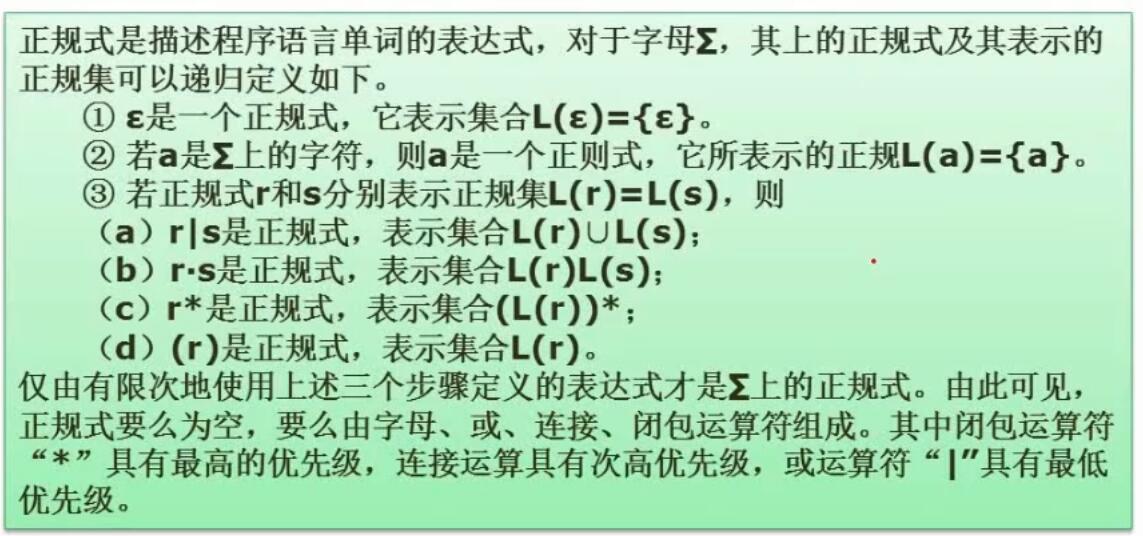 正规式是描述程序语言单词的表达式，对于字母∑，其上的正规式及其表示的
正规集可以递归定义如下。
① ε是一个正规式，它表示集合L(ε)={ε}。
② 若a是∑上的字符，则a是一个正则式，它所表示的正规L(a)={a}。
③ 若正规式r和s分别表示正规集L(r)=L(s)，则
（a）r|s是正规式，表示集合L(r)∪L(s)；
（b）r·s是正规式，表示集合L(r)L(s)；
（c）r*是正规式，表示集合(L(r))*；
（d）(r)是正规式，表示集合L(r)。
仅由有限次地使用上述三个步骤定义的表达式才是∑上的正规式。由此可见，
正规式要么为空，要么由字母、或、连接、闭包运算符组成。其中闭包运算符
“*”具有最高的优先级，连接运算具有次高优先级，或运算符“|”具有最低
优先级。